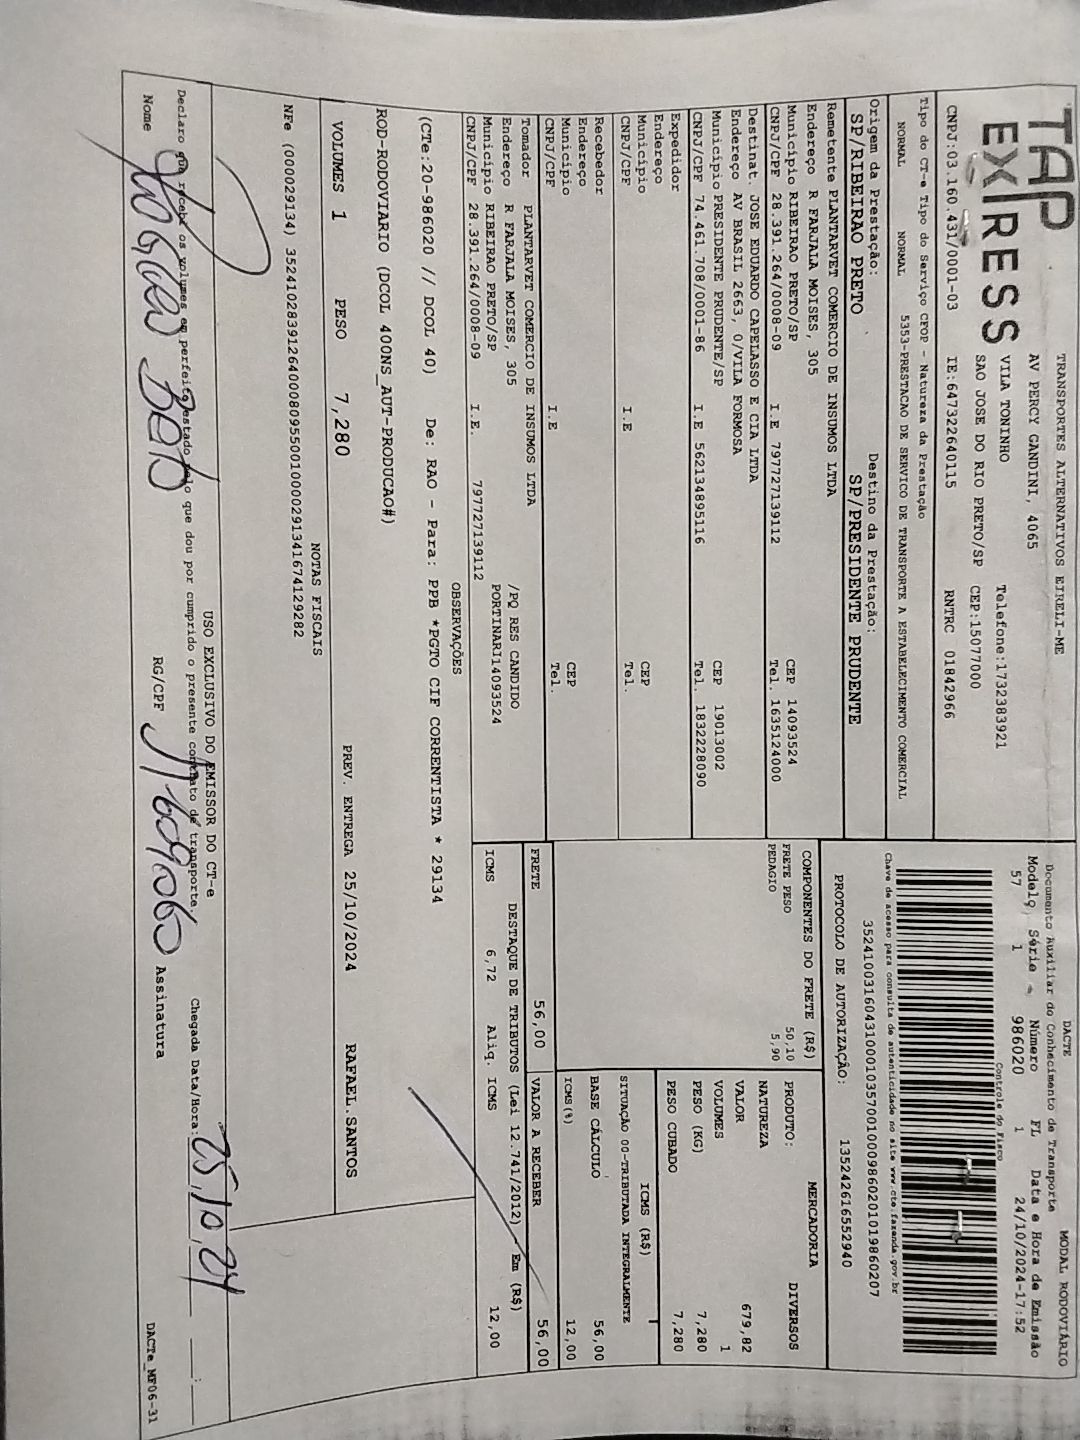 TAP
EXPRESS
TRANSPORTES ALTERNATIVOS EIRELI-ME
AV PERCY GANDINI, 4065
VILA TONINHO Telefone:1732383921
SAO JOSE DO RIO PRETO/SP CEP:15077000
CNPJ:03.160.431/0001-03 IE:647322640115 RNTRC 01842966
DACTE MODAL RODOVIÁRIO
Documento Auxiliar do Conhecimento de Transporte
Modelo Série Número FL Data e Hora de Emissão
57 1 986020 1 24/10/2024-17:52
Controle do Fisco
Chave de acesso para consulta de autenticidade no site www.cte.fazenda.gov.br
35241003160431000103570010009860201019860207
PROTOCOLO DE AUTORIZAÇÃO: 135242616552940
Tipo do CT-e Tipo do Serviço CFOP - Natureza da Prestação
NORMAL NORMAL 5353-PRESTACAO DE SERVICO DE TRANSPORTE A ESTABELECIMENTO COMERCIAL
Origem da Prestação: Destino da Prestação:
SP/RIBEIRAO PRETO SP/PRESIDENTE PRUDENTE
Remetente PLANTARVET COMERCIO DE INSUMOS LTDA
Endereço R FARJALA MOISES, 305
Município RIBEIRAO PRETO/SP CEP 14093524
CNPJ/CPF 28.391.264/0008-09 I.E 797727139112 Tel. 1635124000
Destinat. JOSE EDUARDO CAPELASSO E CIA LTDA
Endereço AV BRASIL 2663, 0/VILA FORMOSA
Município PRESIDENTE PRUDENTE/SP CEP 19013002
CNPJ/CPF 74.461.708/0001-86 I.E 562134895116 Tel. 1832228090
Expedidor
Endereço
Município CEP
CNPJ/CPF I.E Tel.
Recebedor
Endereço
Município CEP
CNPJ/CPF I.E Tel.
Tomador PLANTARVET COMERCIO DE INSUMOS LTDA
Endereço R FARJALA MOISES, 305 /PQ RES CANDIDO
Município RIBEIRAO PRETO/SP PORTINARI14093524
CNPJ/CPF 28.391.264/0008-09 I.E. 797727139112
COMPONENTES DO FRETE (R$)
FRETE PESO 50,10
PEDAGIO 5,90
MERCADORIA
PRODUTO: DIVERSOS
NATUREZA
VALOR 679,82
VOLUMES 1
PESO (KG) 7,280
PESO CUBADO 7,280
ICMS (R$)
SITUAÇÃO 00-TRIBUTADA INTEGRALMENTE
BASE CÁLCULO 56,00
ICMS (%) 12,00
FRETE 56,00 VALOR A RECEBER 56,00
DESTAQUE DE TRIBUTOS (Lei 12.741/2012) - Em (R$)
ICMS 6,72 Aliq. ICMS 12,00
OBSERVAÇÕES
(CTe:20-986020 // DCOL 40) De: RAO - Para: PPB *PGTO CIF CORRENTISTA * 29134
ROD-RODOVIARIO (DCOL 400NS_AUT-PRODUCAO#)
VOLUMES 1 PESO 7,280 PREV. ENTREGA 25/10/2024 RAFAEL.SANTOS
NOTAS FISCAIS
NFe (000029134) 35241028391264000809550010000291341674129282
USO EXCLUSIVO DO EMISSOR DO CT-e
Declaro que recebi os volumes em perfeito estado pelo que dou por cumprido o presente contrato de transporte. Chegada Data/Hora: 25/10/24
Nome RG/CPF Assinatura
DACTe_MF06-31